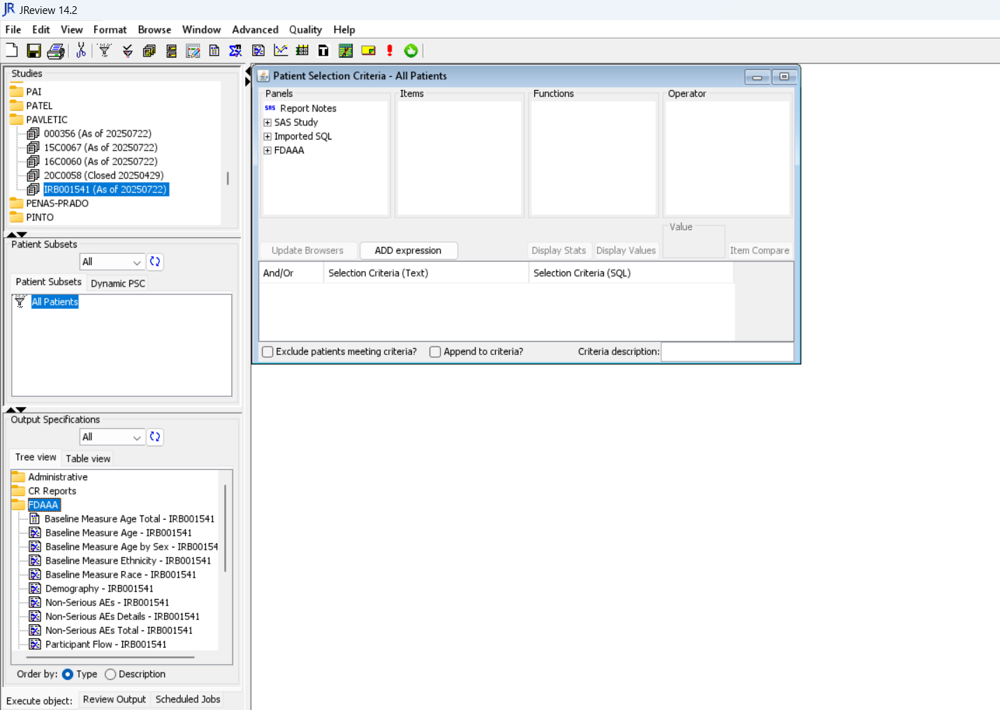 JReview 14.2
File Edit View Format Browse Window Advanced Quality Help
Studies
PAI
PATEL
PAVLETIC
000356 (As of 20250722)
15C0067 (As of 20250722)
16C0060 (As of 20250722)
20C0058 (Closed 20250429)
IRB001541 (As of 20250722)
PENAS-PRADO
PINTO
Patient Subsets
All
Patient Subsets Dynamic PSC
All Patients
Output Specifications
All
Tree view Table view
Administrative
CR Reports
FDAAA
Baseline Measure Age Total - IRB001541
Baseline Measure Age - IRB001541
Baseline Measure Age by Sex - IRB00154
Baseline Measure Ethnicity - IRB001541
Baseline Measure Race - IRB001541
Demography - IRB001541
Non-Serious AEs - IRB001541
Non-Serious AEs Details - IRB001541
Non-Serious AEs Total - IRB001541
Participant Flow - IRB001541
Order by: Type Description
Execute object: Review Output Scheduled Jobs
Patient Selection Criteria - All Patients
Panels Items Functions Operator
SAS Report Notes
SAS Study
Imported SQL
FDAAA
Value
Update Browsers ADD expression Display Stats Display Values Item Compare
And/Or Selection Criteria (Text) Selection Criteria (SQL)
Exclude patients meeting criteria? Append to criteria? Criteria description: